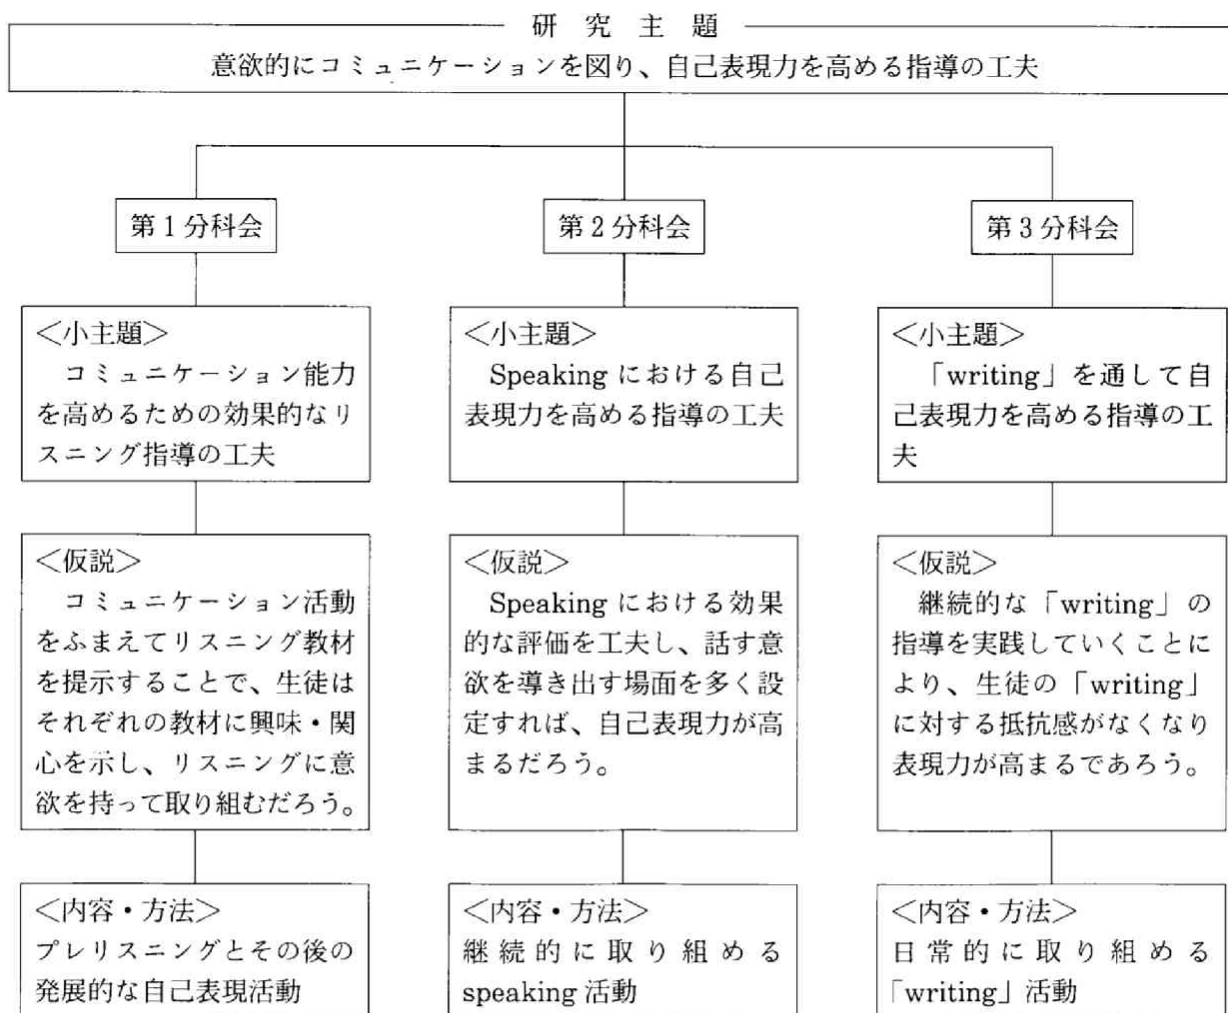 研究主題
意欲的にコミュニケーションを図り、自己表現力を高める指導の工夫
第1分科会
<小主題>
コミュニケーション能力
を高めるための効果的なリ
スニング指導の工夫
<仮説>
コミュニケーション活動
をふまえてリスニング教材
を提示することで、生徒は
それぞれの教材に興味・関
心を示し、リスニングに意
欲を持って取り組むだろう。
<内容・方法>
プレリスニングとその後の
発展的な自己表現活動
第2分科会
<小主題>
Speakingにおける自己
表現力を高める指導の工夫
<仮説>
Speakingにおける効果
的な評価を工夫し、話す意
欲を導き出す場面を多く設
定すれば、自己表現力が高
まるだろう。
<内容・方法>
継続的に取り組める
speaking活動
第3分科会
<小主題>
「writing」を通して自
己表現力を高める指導の工
夫
<仮説>
継続的な「writing」の
指導を実践していくことに
より、生徒の「writing」
に対する抵抗感がなくなり
表現力が高まるであろう。
<内容・方法>
日常的に取り組める
「writing」活動